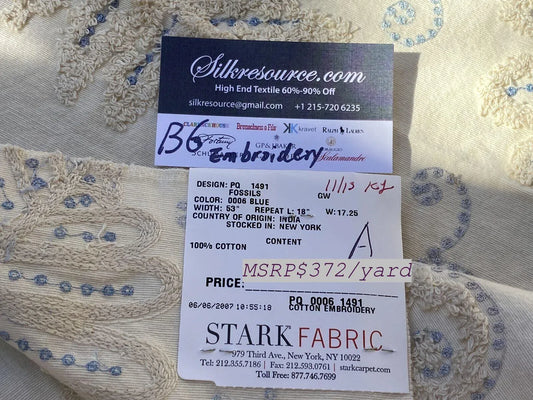 Silkresource.com
High End Textile 60%-90% Off
silkresource@gmail.com +1 215-720 6235
CLARENCE HOUSE Brunschwig & Fils kravet RALPH LAUREN
Fortuny GP&J BAKER
SCHU Scalamandre
B6 Embroidery
DESIGN: PQ 1491
FOSSILS
COLOR: 0006 BLUE
WIDTH: 53" REPEAT L: 18" W: 17.25
COUNTRY OF ORIGIN: INDIA
STOCKED IN: NEW YORK
11/13
GW
CONTENT
100% COTTON
A
MSRP$372/yard
PRICE:
PQ 0006 1491
06/06/2007 10:55:18 COTTON EMBROIDERY
STARK FABRIC
979 Third Ave., New York, NY 10022
Tel: 212.355.7186 | Fax: 212.593.0761 | starkcarpet.com
Toll Free: 877.746.7699